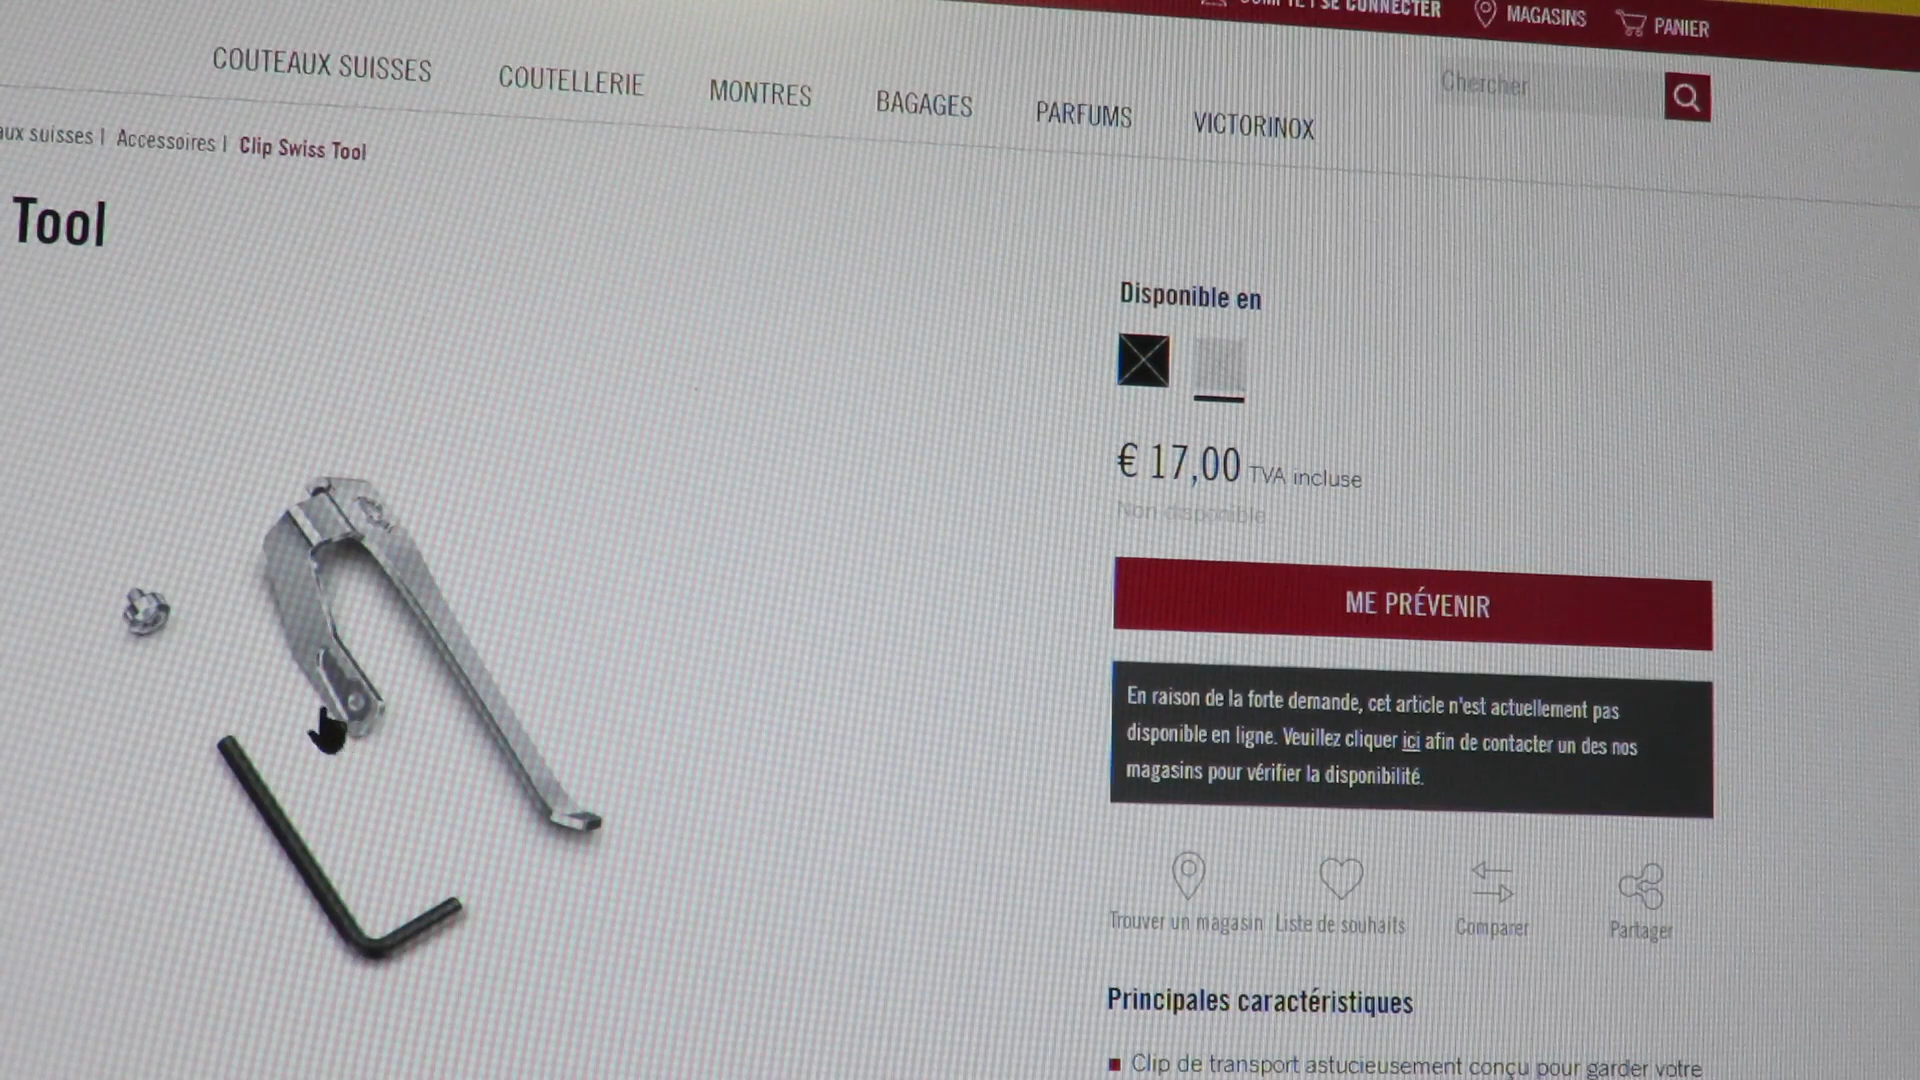 SE CONNECTER
MAGASINS
PANIER
COUTEAUX SUISSES
COUTELLERIE
MONTRES
BAGAGES
PARFUMS
VICTORINOX
Chercher
suisses | Accessoires | Clip Swiss Tool
Tool
Disponible en
€ 17,00 TVA incluse
Non disponible
ME PRÉVENIR
En raison de la forte demande, cet article n'est actuellement pas
disponible en ligne. Veuillez cliquer ici afin de contacter un des nos
magasins pour vérifier la disponibilité.
Trouver un magasin
Liste de souhaits
Comparer
Partager
Principales caractéristiques
Clip de transport astucieusement conçu pour garder votre